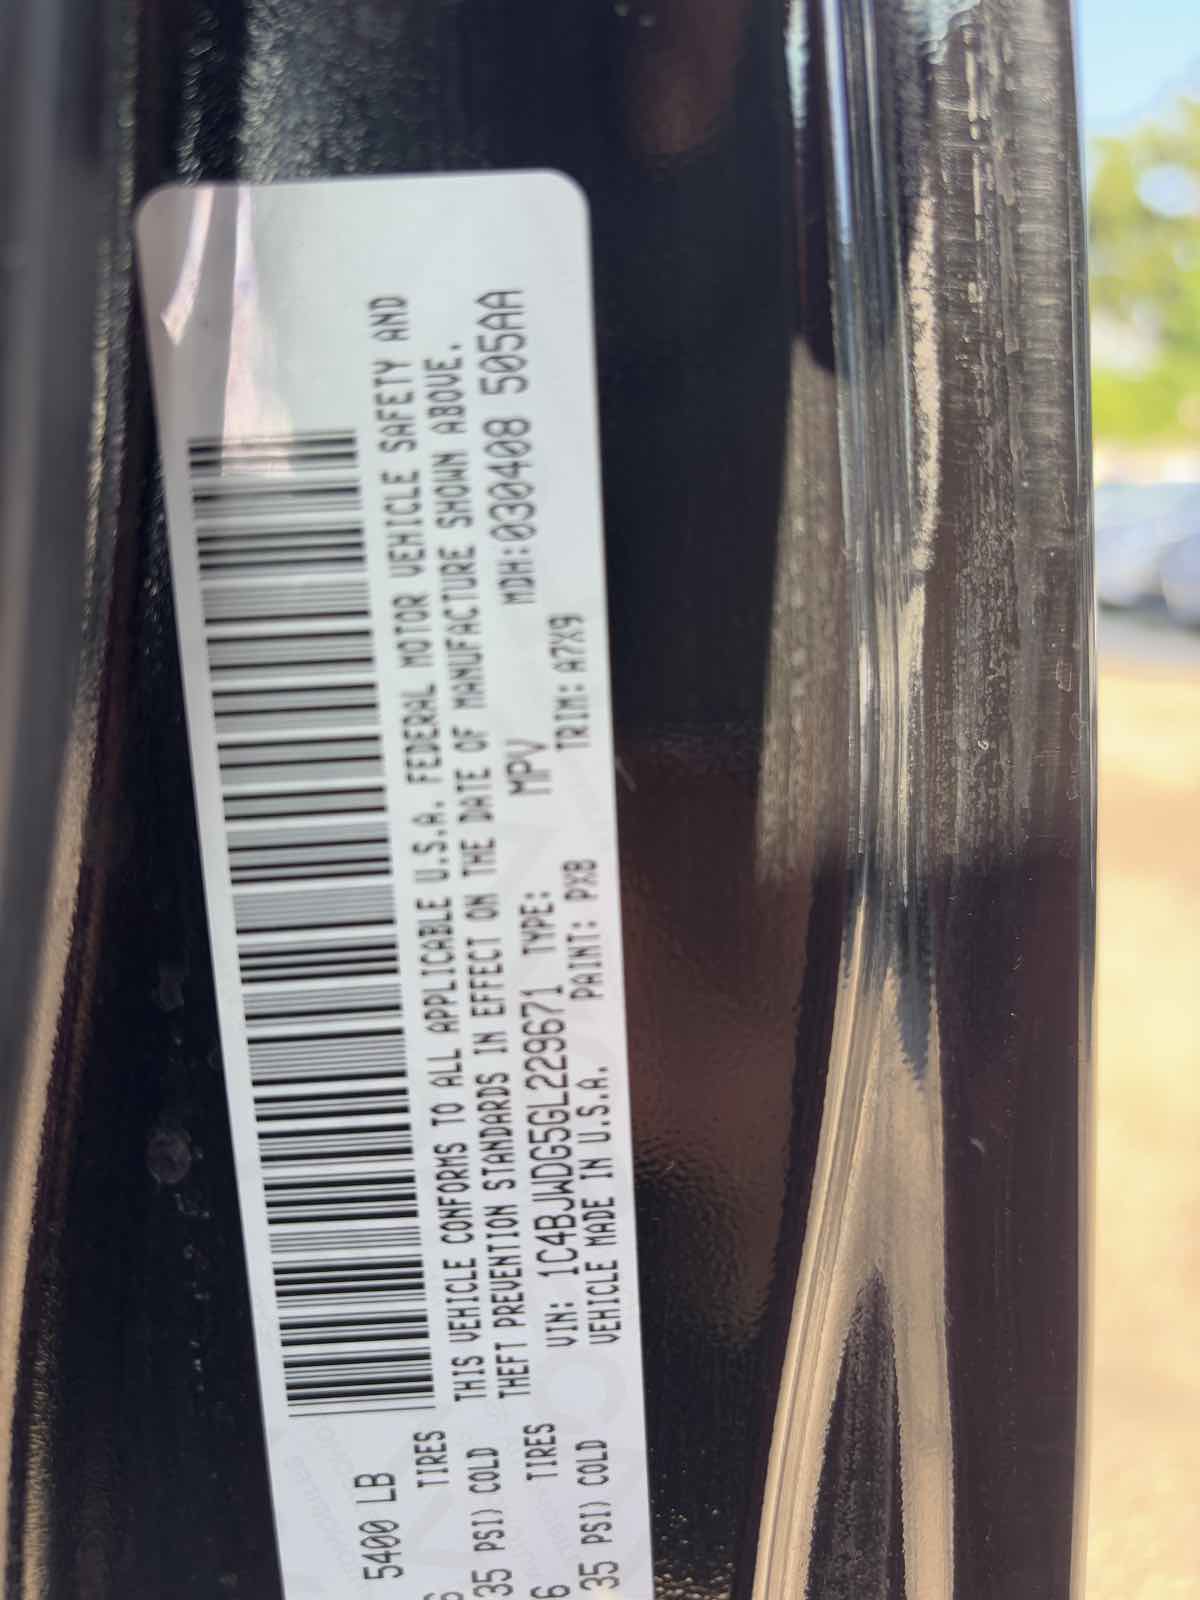 5400 LB
THIS VEHICLE CONFORMS TO ALL APPLICABLE U.S.A. FEDERAL MOTOR VEHICLE SAFETY AND
TIRES
THEFT PREVENTION STANDARDS IN EFFECT ON THE DATE OF MANUFACTURE SHOWN ABOVE.
35 PSI) COLD
VIN: 1C4BJWDG5GL229671 TYPE: MPV MDH:030408 505AA
6 TIRES
VEHICLE MADE IN U.S.A. PAINT: PX8 TRIM: A7X9
35 PSI) COLD